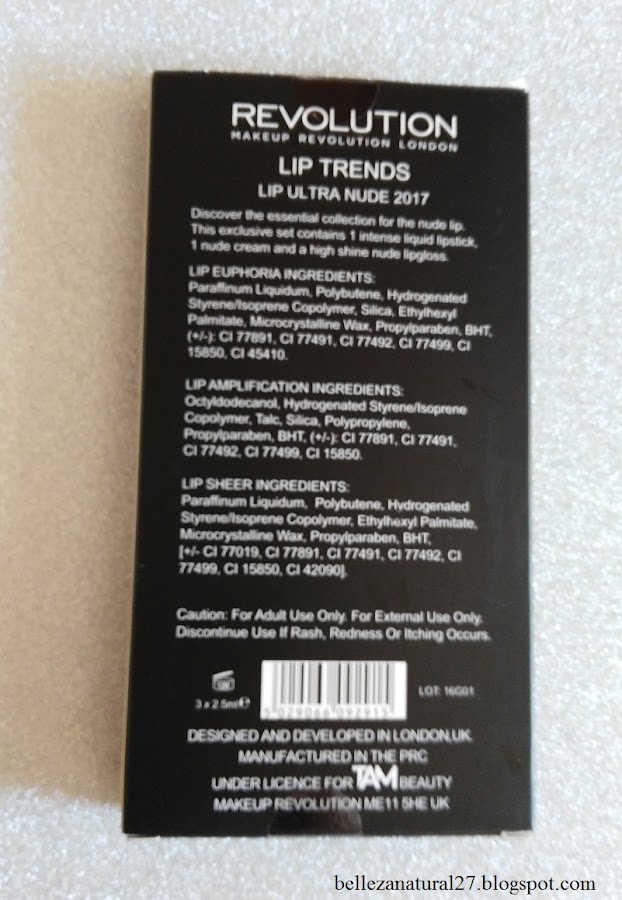 REVOLUTION
MAKEUP REVOLUTION LONDON
LIP TRENDS
LIP ULTRA NUDE 2017
Discover the essential collection for the nude lip.
This exclusive set contains 1 intense liquid lipstick,
1 nude cream and a high shine nude lipgloss.
LIP EUPHORIA INGREDIENTS:
Paraffinum Liquidum, Polybutene, Hydrogenated
Styrene/Isoprene Copolymer, Silica, Ethylhexyl
Palmitate, Microcrystalline Wax, Propylparaben, BHT,
(+/-): CI 77891, CI 77491, CI 77492, CI 77499, CI
15850, CI 45410.
LIP AMPLIFICATION INGREDIENTS:
Octyldodecanol, Hydrogenated Styrene/Isoprene
Copolymer, Talc, Silica, Polypropylene,
Propylparaben, BHT, (+/-): CI 77891, CI 77491,
CI 77492, CI 77499, CI 15850.
LIP SHEER INGREDIENTS:
Paraffinum Liquidum, Polybutene, Hydrogenated
Styrene/Isoprene Copolymer, Ethylhexyl Palmitate,
Microcrystalline Wax, Propylparaben, BHT,
[+/- CI 77019, CI 77891, CI 77491, CI 77492, CI
77499, CI 15850, CI 42090].
Caution: For Adult Use Only. For External Use Only.
Discontinue Use If Rash, Redness Or Itching Occurs.
3 x 2.5ml e
LOT: 16G01
5 029066 092915
DESIGNED AND DEVELOPED IN LONDON,UK.
MANUFACTURED IN THE PRC
UNDER LICENCE FOR TAM BEAUTY
MAKEUP REVOLUTION ME11 5HE UK
bellezanatural27.blogspot.com